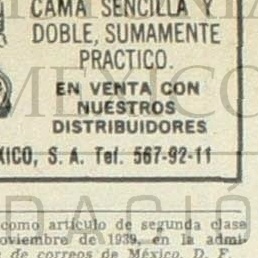 CAMA SENCILLA Y
DOBLE, SUMAMENTE
PRACTICO.
EN VENTA CON
NUESTROS
DISTRIBUIDORES
XICO, S. A. Tel. 567-92-11
como artículo de segunda clase
oviembre de 1939, en la admi-
de correos de México, D. F.